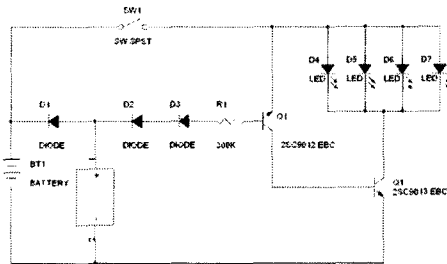 SW1
SW SPST
D4
LED
D5
LED
D6
LED
D7
LED
D1
DIODE
D2
DIODE
D3
DIODE
R1
300K
Q1
2SC9012 EBC
BT1
BATTERY
Q1
2SC9013 EBC